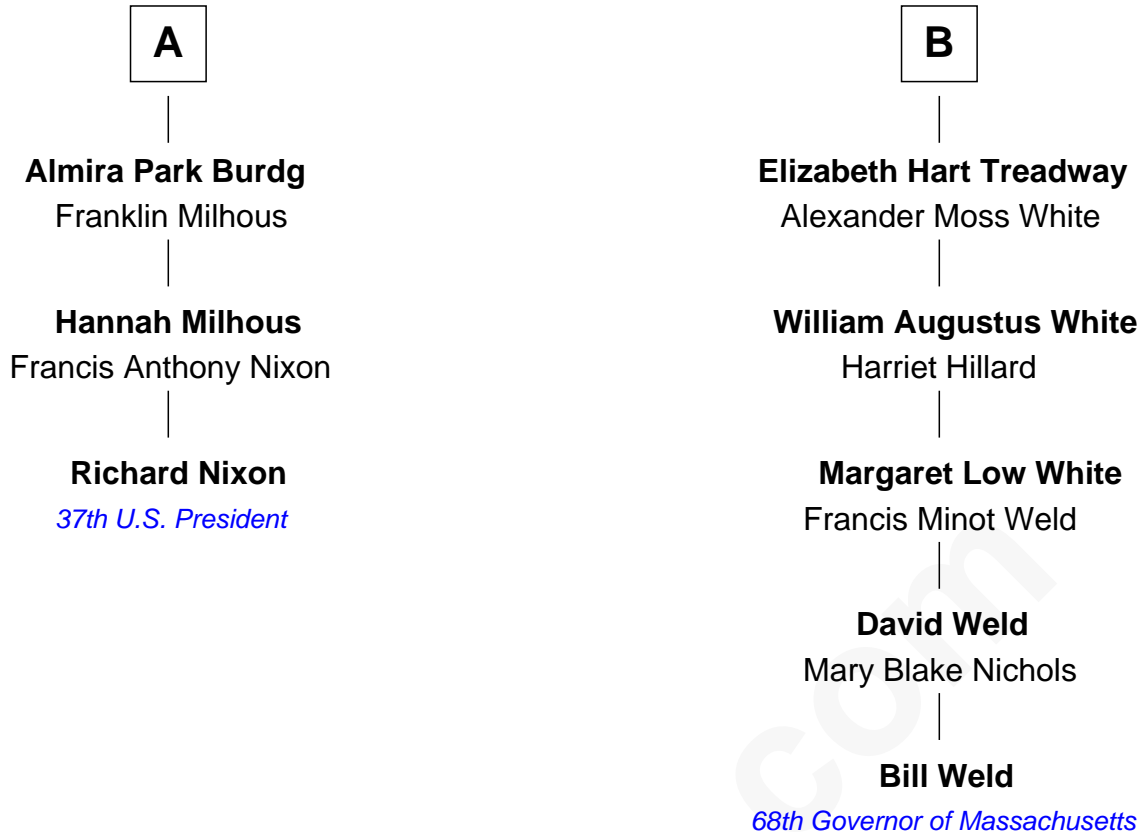 A
Almira Park Burdg
Franklin Milhous
Hannah Milhous
Francis Anthony Nixon
Richard Nixon
37th U.S. President
B
Elizabeth Hart Treadway
Alexander Moss White
William Augustus White
Harriet Hillard
Margaret Low White
Francis Minot Weld
David Weld
Mary Blake Nichols
Bill Weld
68th Governor of Massachusetts
com